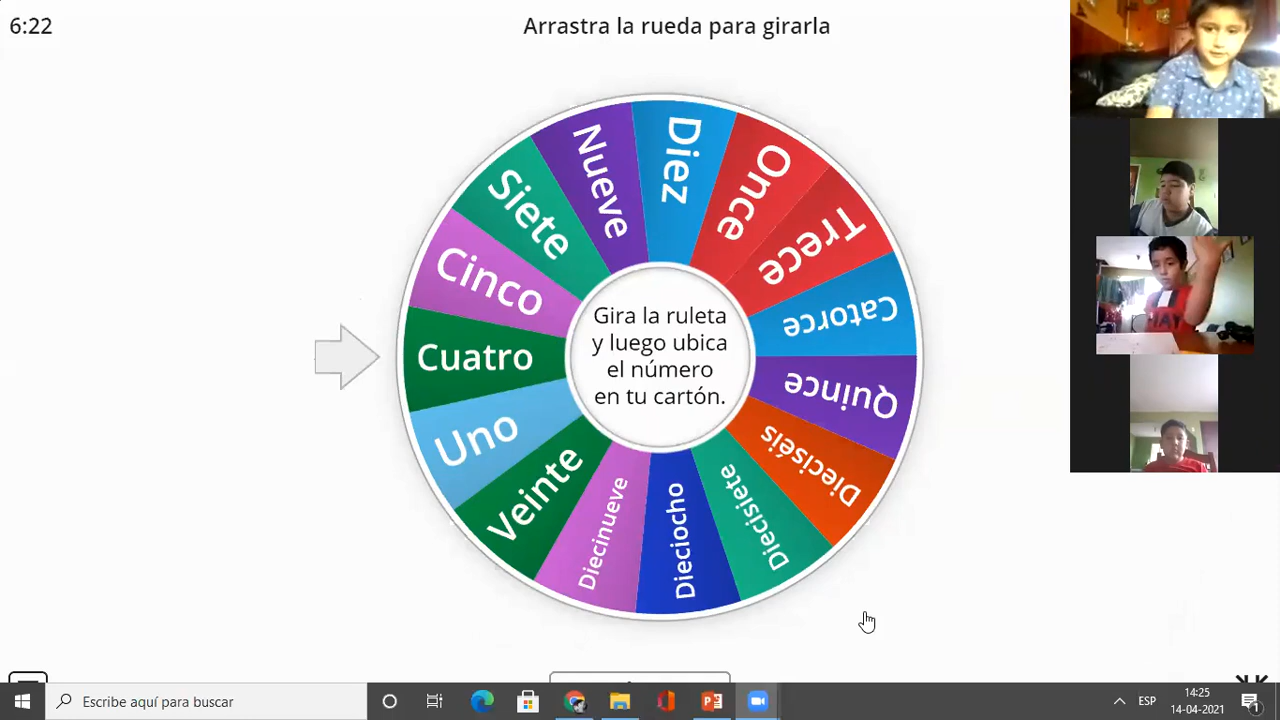 6:22
Arrastra la rueda para girarla
Diez
Once
Trece
Catorce
Quince
Dieciséis
Diecisiete
Dieciocho
Diecinueve
Veinte
Uno
Cuatro
Cinco
Siete
Nueve
Gira la ruleta
y luego ubica
el número
en tu cartón.
Escribe aquí para buscar
ESP
14:25
14-04-2021